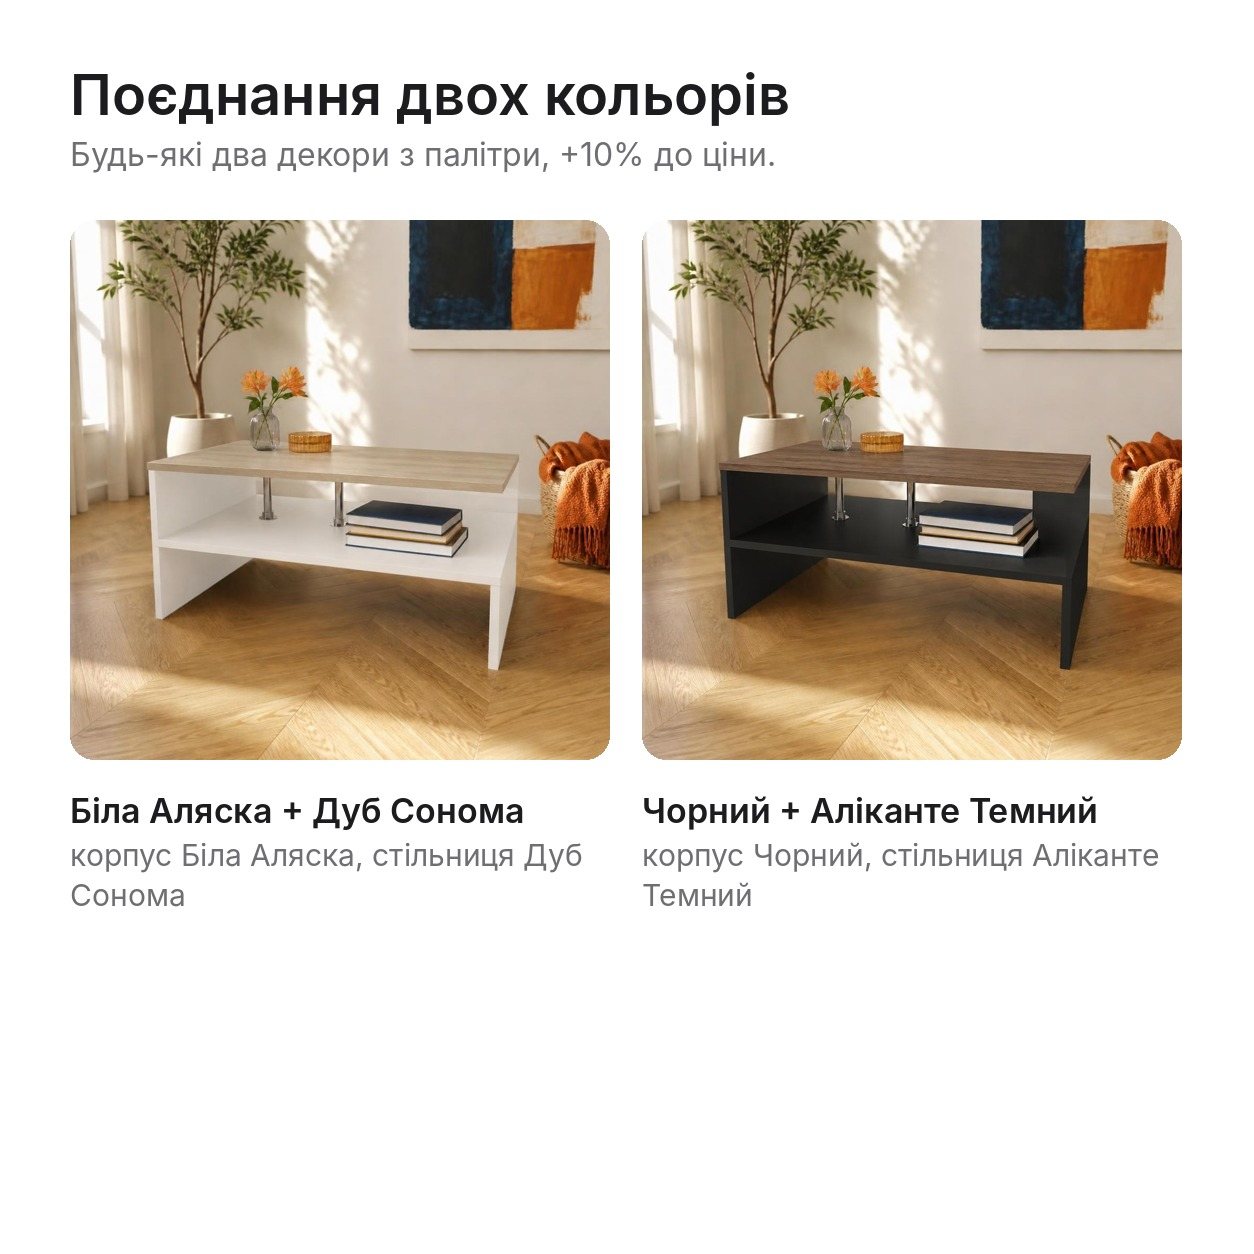 Поєднання двох кольорів
Будь-які два декори з палітри, +10% до ціни.
Біла Аляска + Дуб Сонома
корпус Біла Аляска, стільниця Дуб
Сонома
Чорний + Аліканте Темний
корпус Чорний, стільниця Аліканте
Темний